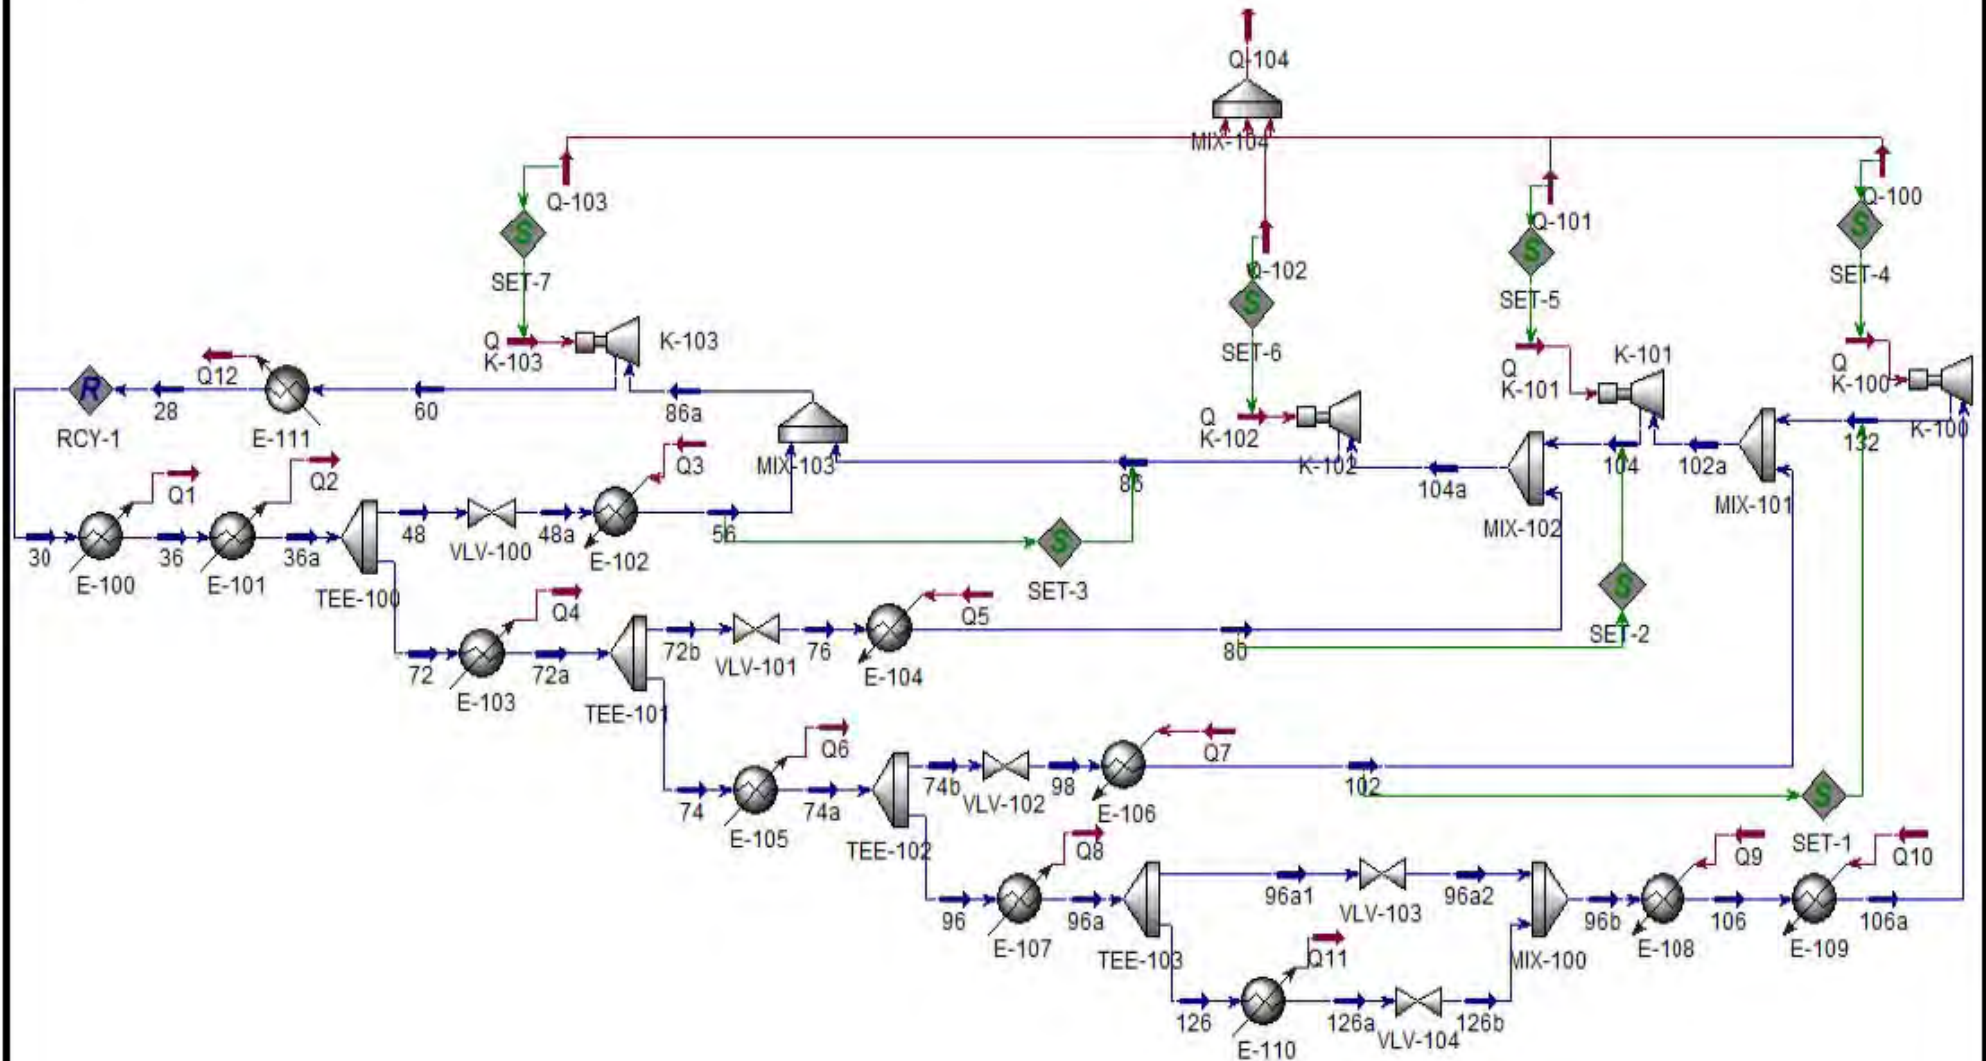 Q-104
MIX-104
Q-103
Q-102
Q-101
Q-100
S
SET-7
S
SET-6
S
SET-5
S
SET-4
Q
K-103
K-103
Q
K-102
K-102
Q
K-101
K-101
Q
K-100
K-100
Q12
R
RCY-1
28
E-111
60
86a
MIX-103
86
104a
MIX-102
104
102a
MIX-101
132
30
E-100
Q1
36
E-101
Q2
36a
TEE-100
48
VLV-100
48a
E-102
Q3
56
S
SET-3
S
SET-2
72
E-103
Q4
72a
TEE-101
72b
VLV-101
76
E-104
Q5
80
74
E-105
Q6
74a
TEE-102
74b
VLV-102
98
E-106
Q7
102
S
SET-1
96
E-107
Q8
96a
TEE-103
96a1
VLV-103
96a2
MIX-100
96b
E-108
Q9
106
E-109
Q10
106a
126
E-110
Q11
126a
VLV-104
126b